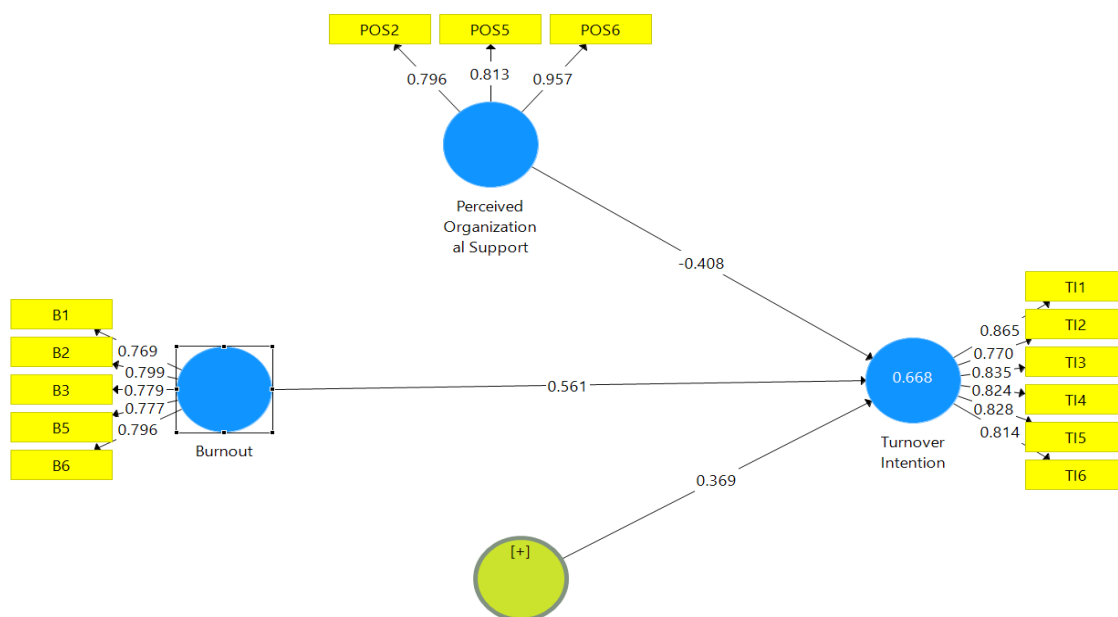 POS2 POS5 POS6
0.796 0.813 0.957
Perceived
Organization
al Support
-0.408
B1
B2
B3
B5
B6
0.769
0.799
0.779
0.777
0.796
Burnout
0.561
0.668
Turnover
Intention
0.865
0.770
0.835
0.824
0.828
0.814
TI1
TI2
TI3
TI4
TI5
TI6
0.369
[+]